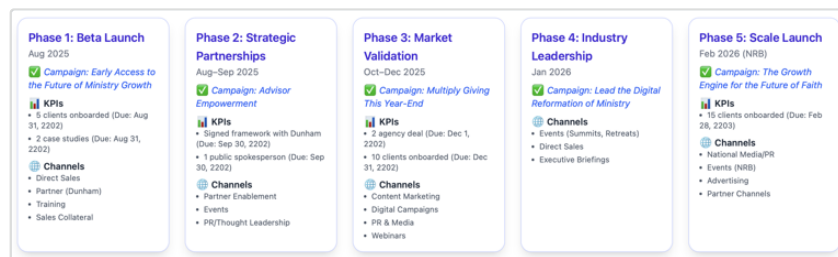 Phase 1: Beta Launch
Aug 2025
✅ Campaign: Early Access to
the Future of Ministry Growth
📊 KPIs
• 5 clients onboarded (Due: Aug
31, 2202)
• 2 case studies (Due: Aug 31,
2202)
🌐 Channels
• Direct Sales
• Partner (Dunham)
• Training
• Sales Collateral
Phase 2: Strategic
Partnerships
Aug–Sep 2025
✅ Campaign: Advisor
Empowerment
📊 KPIs
• Signed framework with Dunham
(Due: Sep 30, 2202)
• 1 public spokesperson (Due: Sep
30, 2202)
🌐 Channels
• Partner Enablement
• Events
• PR/Thought Leadership
Phase 3: Market
Validation
Oct–Dec 2025
✅ Campaign: Multiply Giving
This Year-End
📊 KPIs
• 2 agency deal (Due: Dec 1,
2202)
• 10 clients onboarded (Due: Dec
31, 2202)
🌐 Channels
• Content Marketing
• Digital Campaigns
• PR & Media
• Webinars
Phase 4: Industry
Leadership
Jan 2026
✅ Campaign: Lead the Digital
Reformation of Ministry
🌐 Channels
• Events (Summits, Retreats)
• Direct Sales
• Executive Briefings
Phase 5: Scale Launch
Feb 2026 (NRB)
✅ Campaign: The Growth
Engine for the Future of Faith
📊 KPIs
• 15 clients onboarded (Due: Feb
28, 2203)
🌐 Channels
• National Media/PR
• Events (NRB)
• Advertising
• Partner Channels